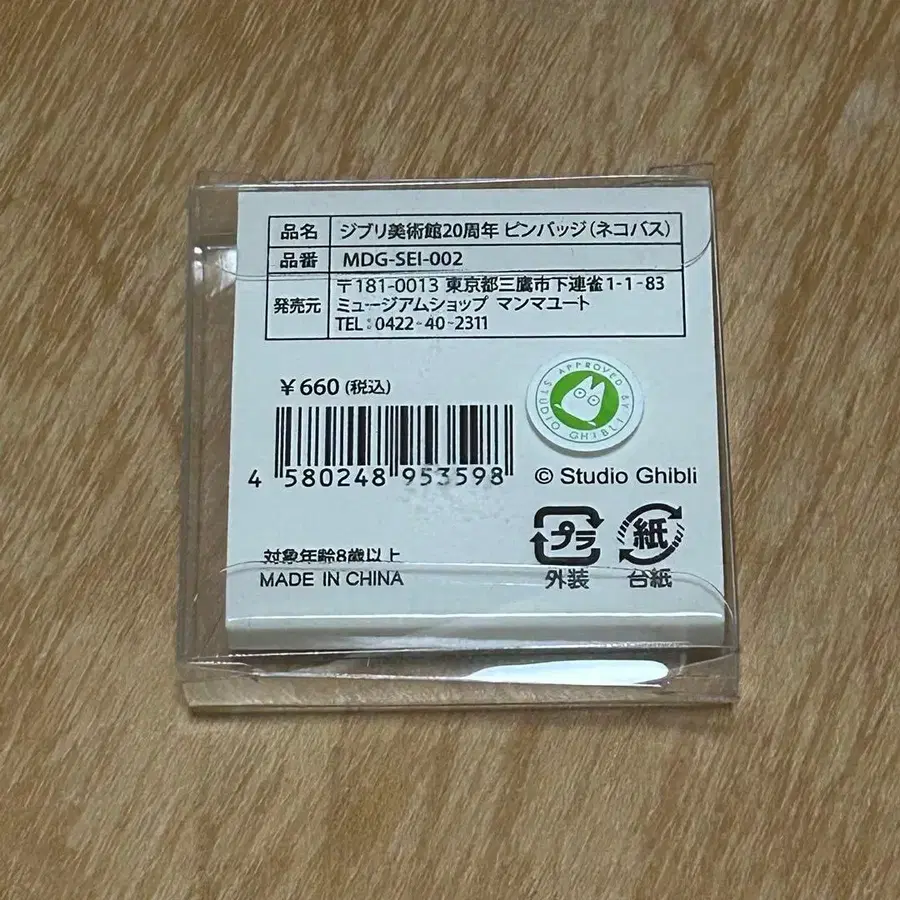 品名 ジブリ美術館20周年 ピンバッジ(ネコバス)
品番 MDG-SEI-002
発売元 〒181-0013 東京都三鷹市下連雀1-1-83
ミュージアムショップ マンマユート
TEL:0422-40-2311
¥660(税込)
APPROVED BY STUDIO GHIBLI
4 580248 953598
© Studio Ghibli
プラ 紙
外装 台紙
対象年齢8歳以上
MADE IN CHINA